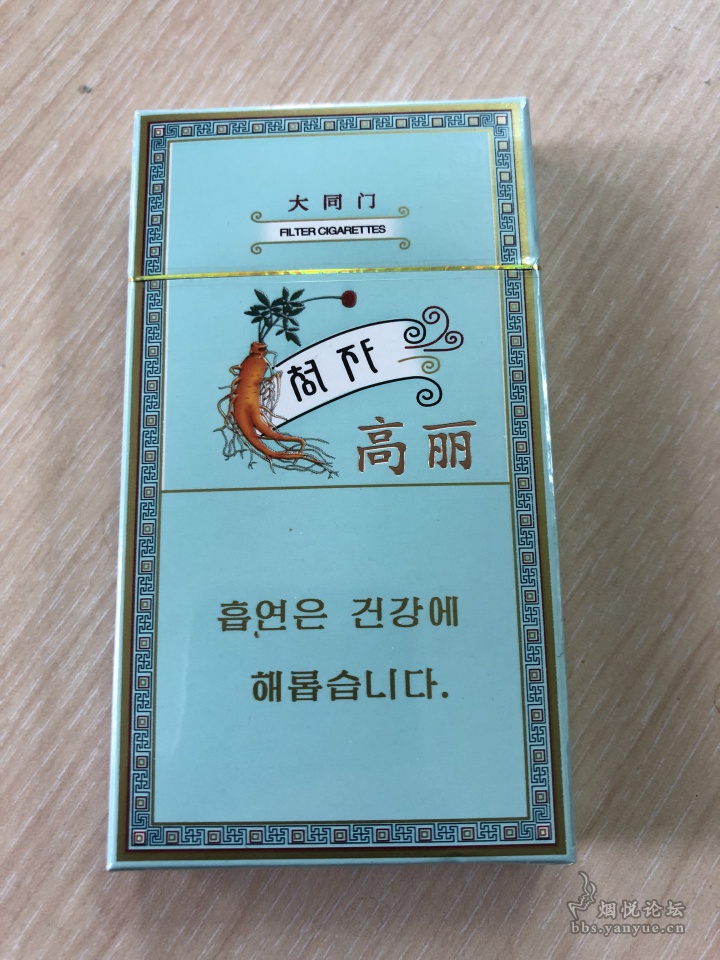 大同门
FILTER CIGARETTES
高丽
흡연은 건강에
해롭습니다.
烟悦论坛
bbs.yanyue.cn